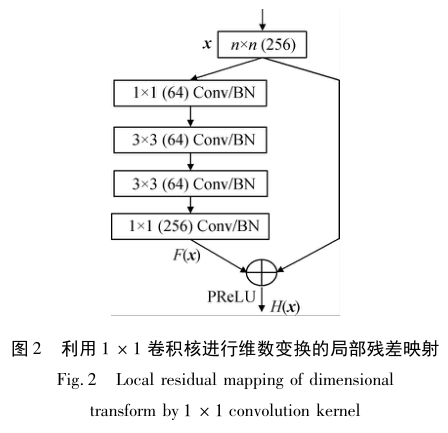 x n×n (256)
1×1 (64) Conv/BN
3×3 (64) Conv/BN
3×3 (64) Conv/BN
1×1 (256) Conv/BN
F(x)
PReLU
H(x)
图 2 利用 1 × 1 卷积核进行维数变换的局部残差映射
Fig. 2 Local residual mapping of dimensional
transform by 1 × 1 convolution kernel